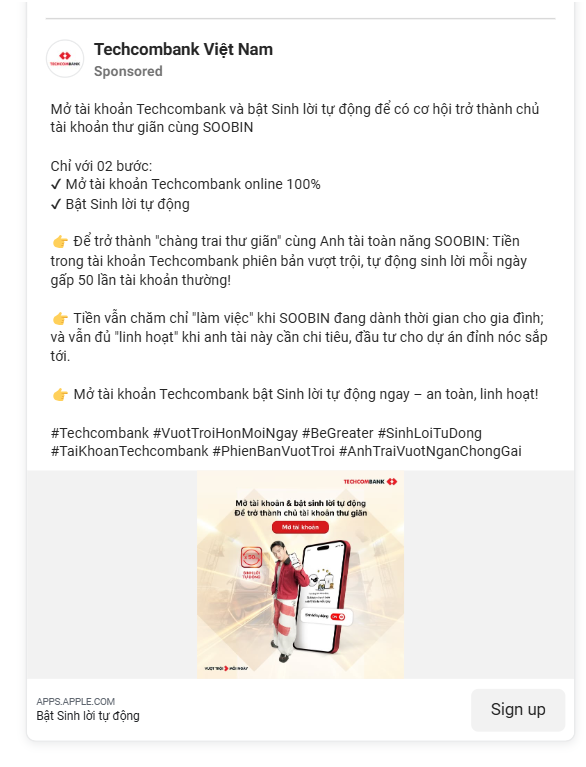 Techcombank Việt Nam
Sponsored
TECHCOMBANK
Mở tài khoản Techcombank và bật Sinh lời tự động để có cơ hội trở thành chủ
tài khoản thư giãn cùng SOOBIN
Chỉ với 02 bước:
✓ Mở tài khoản Techcombank online 100%
✓ Bật Sinh lời tự động
👉 Để trở thành "chàng trai thư giãn" cùng Anh tài toàn năng SOOBIN: Tiền
trong tài khoản Techcombank phiên bản vượt trội, tự động sinh lời mỗi ngày
gấp 50 lần tài khoản thường!
👉 Tiền vẫn chăm chỉ "làm việc" khi SOOBIN đang dành thời gian cho gia đình;
và vẫn đủ "linh hoạt" khi anh tài này cần chi tiêu, đầu tư cho dự án đỉnh nóc sắp
tới.
👉 Mở tài khoản Techcombank bật Sinh lời tự động ngay – an toàn, linh hoạt!
#Techcombank #VuotTroiHonMoiNgay #BeGreater #SinhLoiTuDong
#TaiKhoanTechcombank #PhienBanVuotTroi #AnhTraiVuotNganChongGai
TECHCOMBANK
Mở tài khoản & bật sinh lời tự động
Để trở thành chủ tài khoản thư giãn
Mở tài khoản
SINH LỜI
TỰ ĐỘNG
Sinh lời tự động
VƯỢT TRỘI MỖI NGÀY
APPS.APPLE.COM
Bật Sinh lời tự động
Sign up